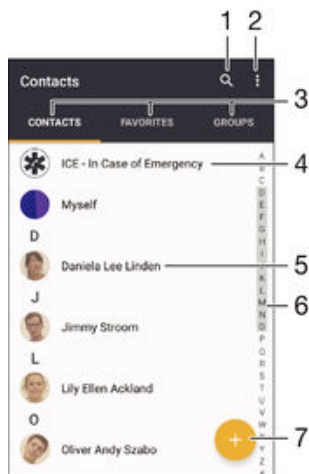 1 2
Contacts
3
CONTACTS FAVORITES GROUPS
ICE - In Case of Emergency
4
Myself
D
Daniela Lee Linden
5
J
Jimmy Stroom
6
L
Lily Ellen Ackland
O
Oliver Andy Szabo
7
A
B
C
D
E
F
G
H
I
K
L
M
N
O
P
Q
R
S
T
U
V
W
Y
Z